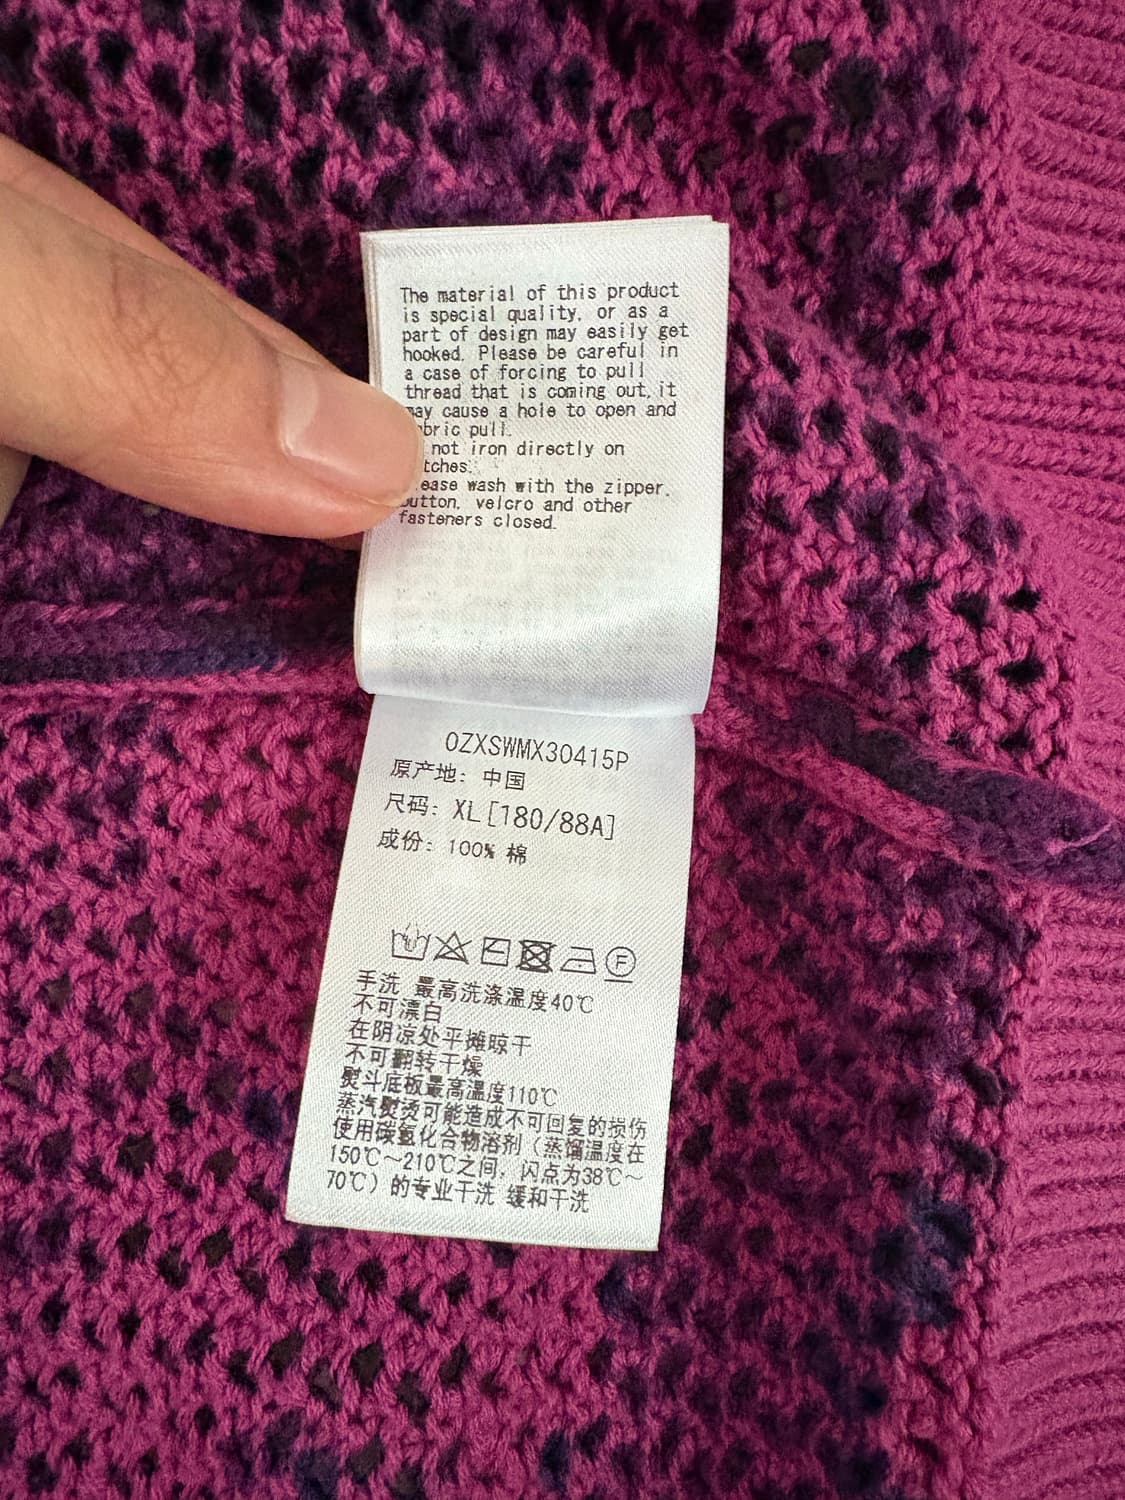 The material of this product
is special quality, or as a
part of design may easily get
hooked. Please be careful in
a case of forcing to pull
thread that is coming out, it
may cause a hole to open and
pull.
not iron directly on
wash with the zipper,
button, velcro and other
fasteners closed.
OZXSWMX30415P
原产地: 中国
尺码: XL[180/88A]
成份: 100% 棉
F
手洗 最高洗涤温度40℃
不可漂白
在阴凉处平摊晾干
不可翻转干燥
熨斗底板最高温度110℃
蒸汽熨烫可能造成不可回复的损伤
使用碳氢化合物溶剂（蒸馏温度在
150℃~210℃之间, 闪点为38℃~
70℃）的专业干洗 缓和干洗